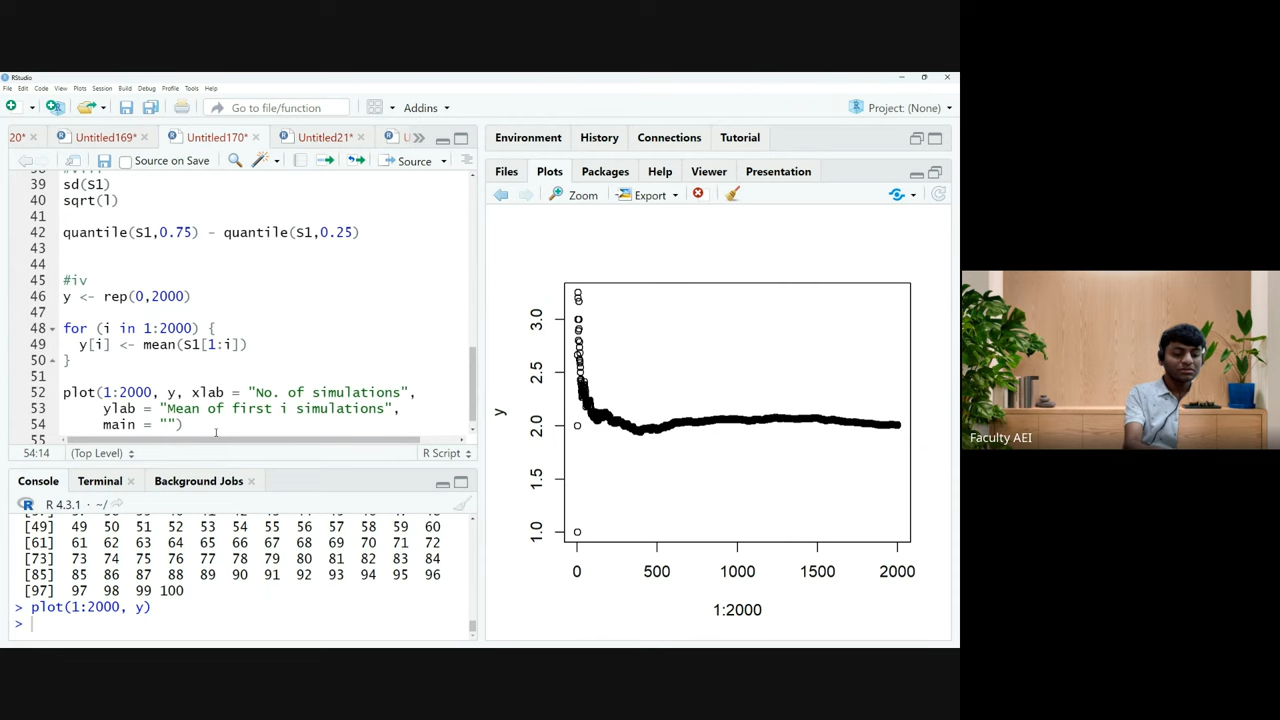 RStudio
File Edit Code View Plots Session Build Debug Profile Tools Help
Go to file/function
Addins
Project: (None)
20*
Untitled169*
Untitled170*
Untitled21*
U
Source on Save
Source
39 sd(S1)
40 sqrt(l)
41
42 quantile(S1,0.75) - quantile(S1,0.25)
43
44
45 #iv
46 y <- rep(0,2000)
47
48 for (i in 1:2000) {
49 y[i] <- mean(S1[1:i])
50 }
51
52 plot(1:2000, y, xlab = "No. of simulations",
53 ylab = "Mean of first i simulations",
54 main = "")
55
54:14 (Top Level) R Script
Console Terminal Background Jobs
R 4.3.1 · ~/
[49] 49 50 51 52 53 54 55 56 57 58 59 60
[61] 61 62 63 64 65 66 67 68 69 70 71 72
[73] 73 74 75 76 77 78 79 80 81 82 83 84
[85] 85 86 87 88 89 90 91 92 93 94 95 96
[97] 97 98 99 100
> plot(1:2000, y)
>
Environment History Connections Tutorial
Files Plots Packages Help Viewer Presentation
Zoom Export
3.0
2.5
2.0
1.5
1.0
y
0 500 1000 1500 2000
1:2000
Faculty AEI